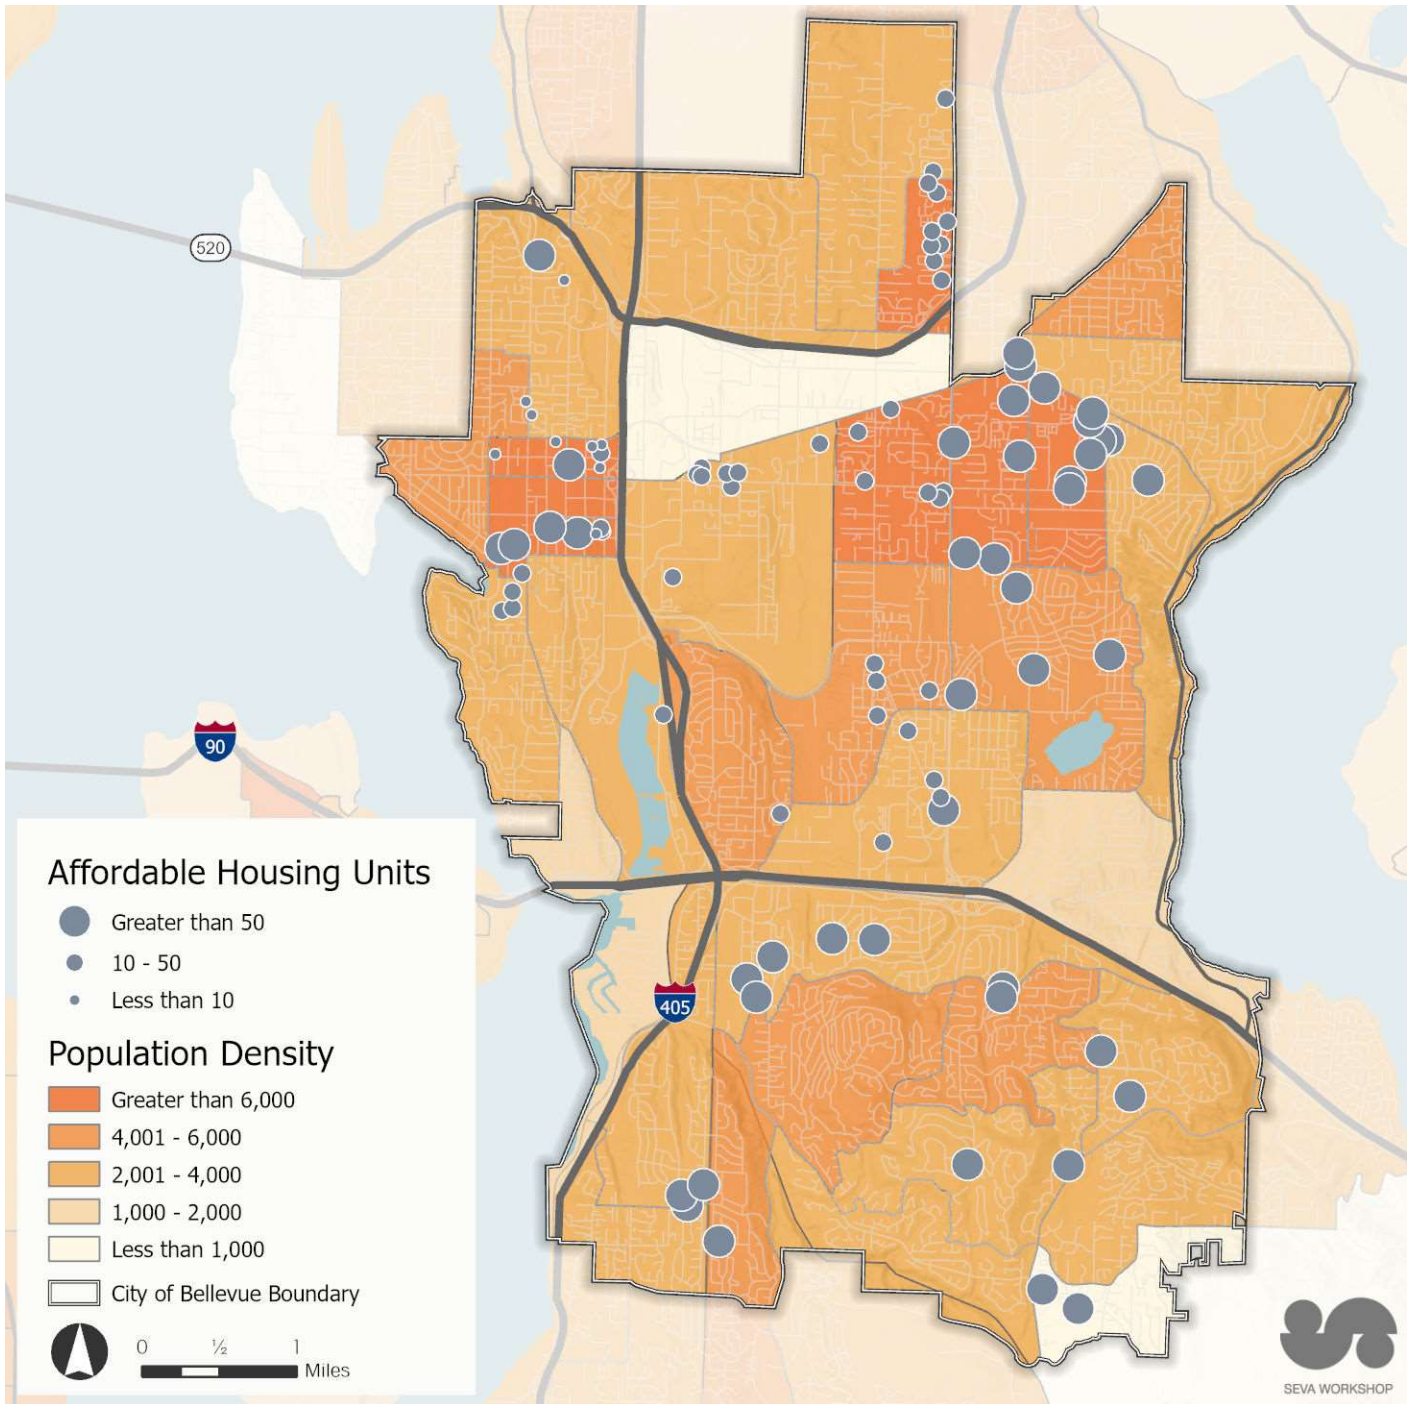 520
90
405
Affordable Housing Units
Greater than 50
10 - 50
Less than 10
Population Density
Greater than 6,000
4,001 - 6,000
2,001 - 4,000
1,000 - 2,000
Less than 1,000
City of Bellevue Boundary
0 ½ 1
Miles
SEVA WORKSHOP